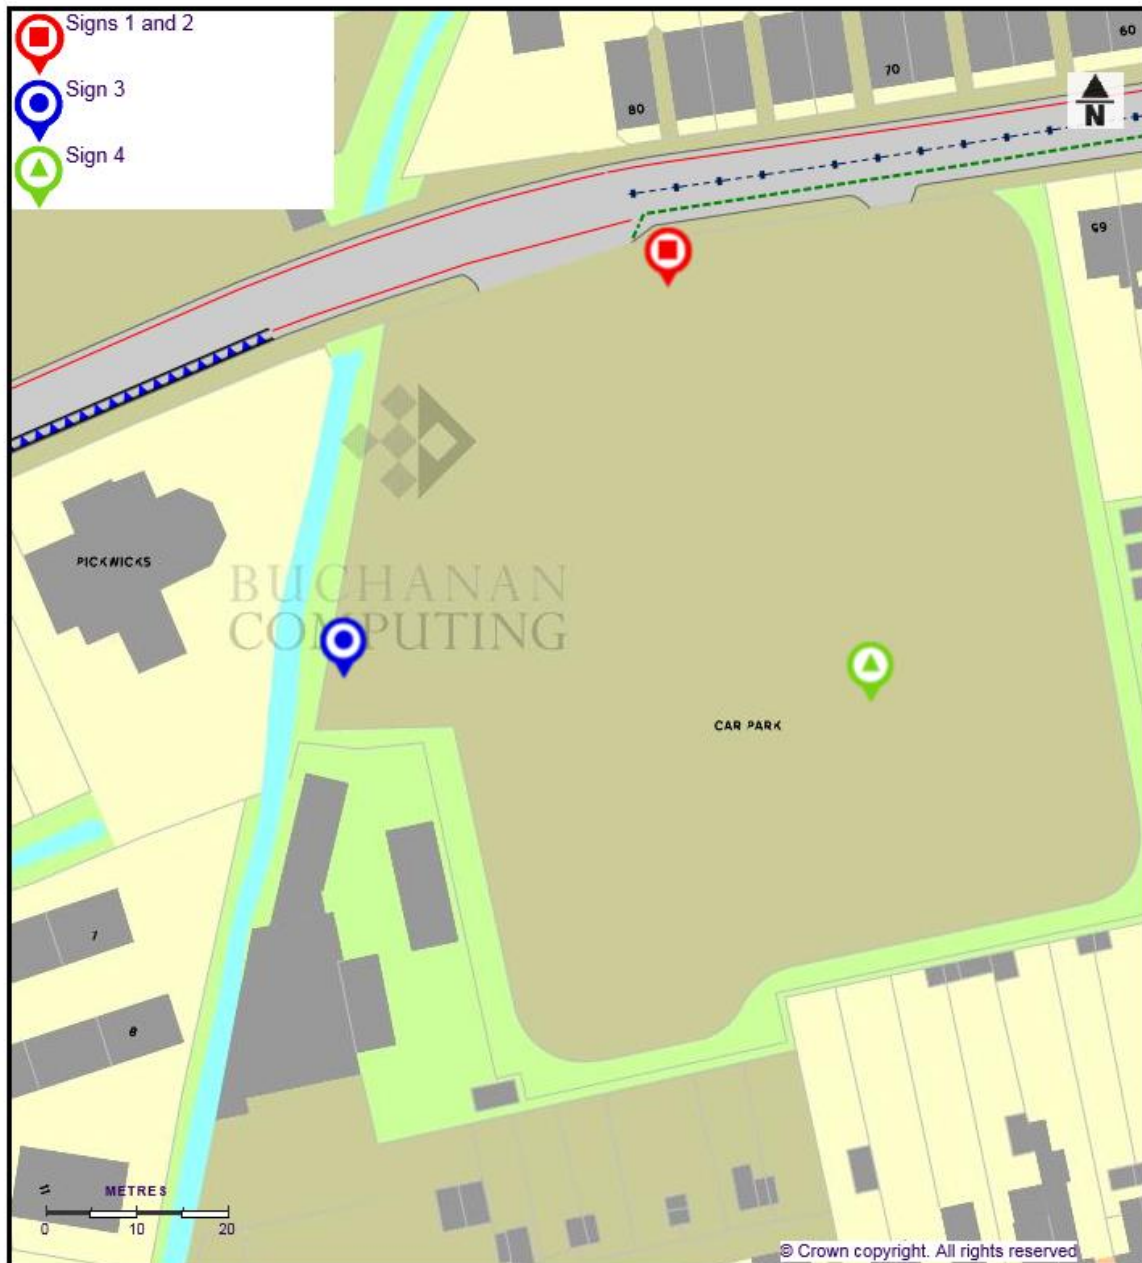 Signs 1 and 2
Sign 3
Sign 4
60
70
80
N
69
PICKWICKS
BUCHANAN
COMPUTING
CAR PARK
7
8
11
METRES
0 10 20
© Crown copyright. All rights reserved